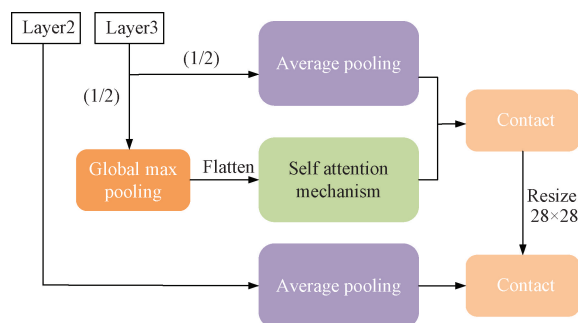 Layer2
Layer3
(1/2)
Average pooling
(1/2)
Contact
Global max
pooling
Flatten
Self attention
mechanism
Resize
28×28
Average pooling
Contact